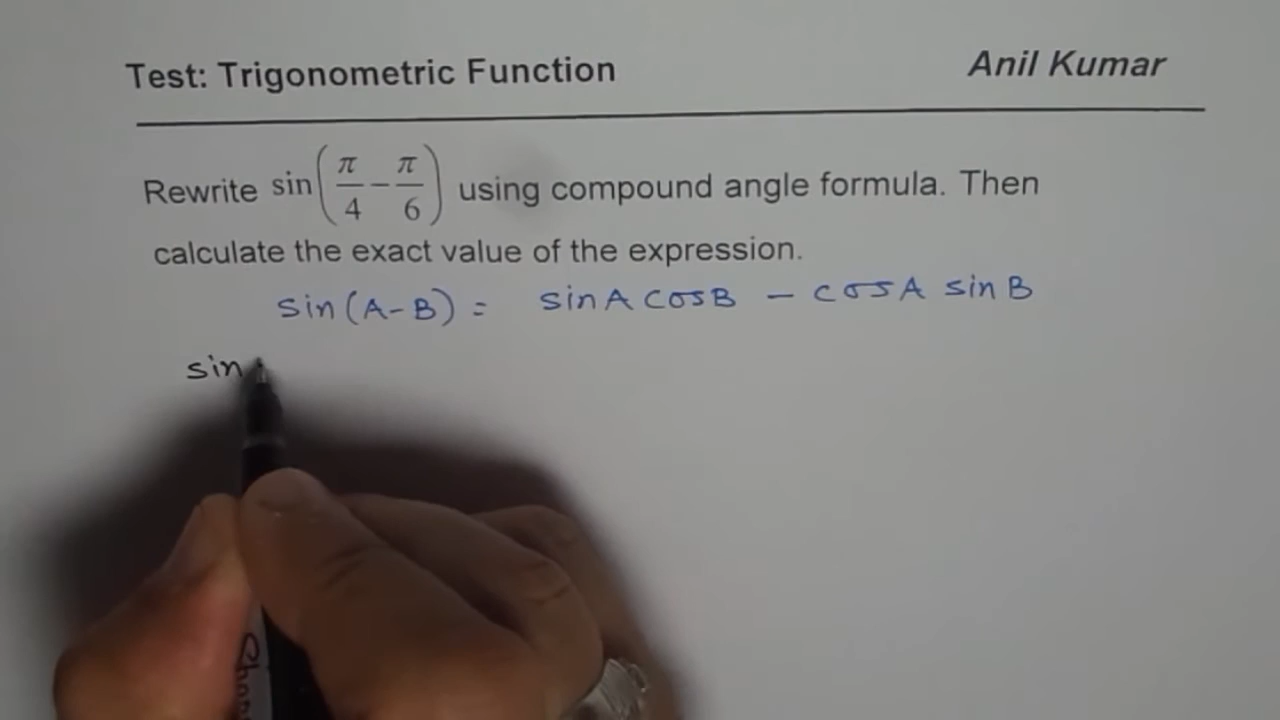 Test: Trigonometric Function Anil Kumar
Rewrite sin(π/4 − π/6) using compound angle formula. Then
calculate the exact value of the expression.
sin(A-B) = sinA cosB - cosA sinB
sin